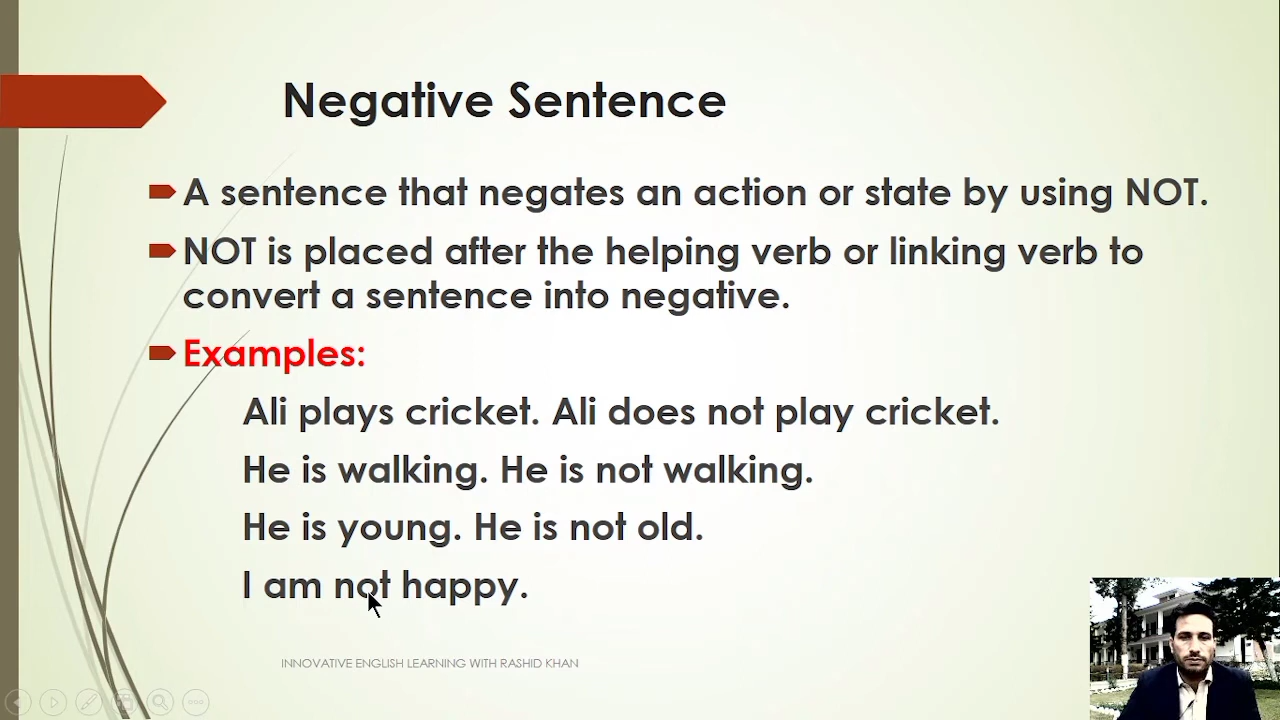 Negative Sentence
A sentence that negates an action or state by using NOT.
NOT is placed after the helping verb or linking verb to
convert a sentence into negative.
Examples:
Ali plays cricket. Ali does not play cricket.
He is walking. He is not walking.
He is young. He is not old.
I am not happy.
INNOVATIVE ENGLISH LEARNING WITH RASHID KHAN